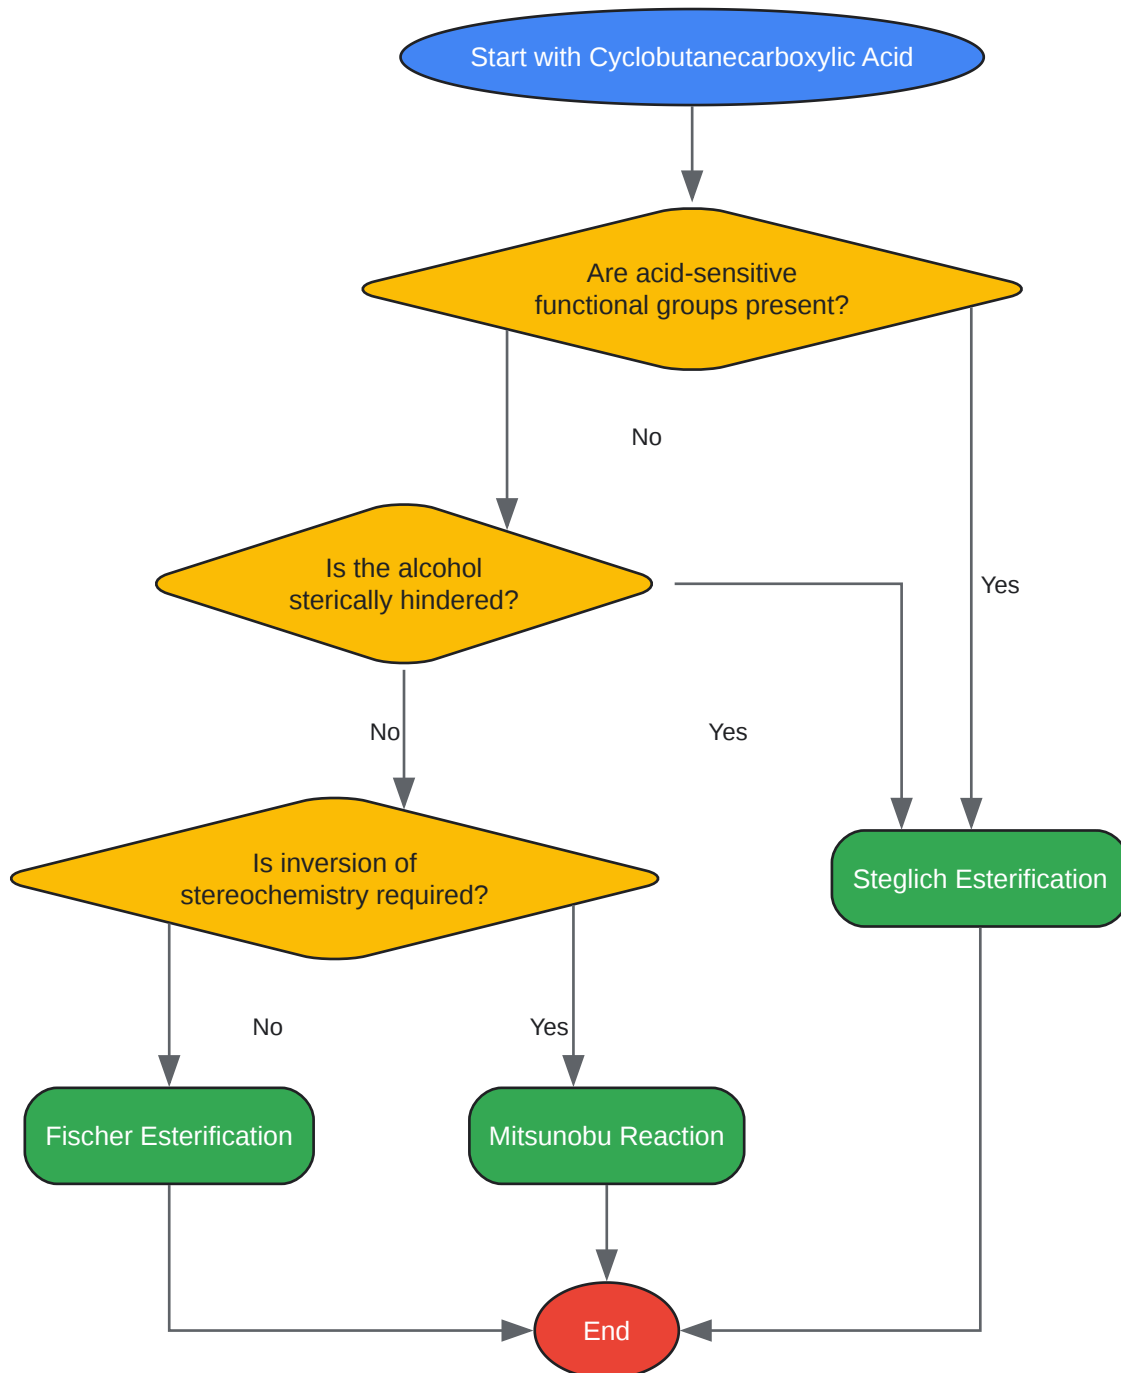 Start with Cyclobutanecarboxylic Acid
Are acid-sensitive
functional groups present?
No
Is the alcohol
sterically hindered?
Yes
No
Yes
Is inversion of
stereochemistry required?
Steglich Esterification
No
Yes
Fischer Esterification
Mitsunobu Reaction
End